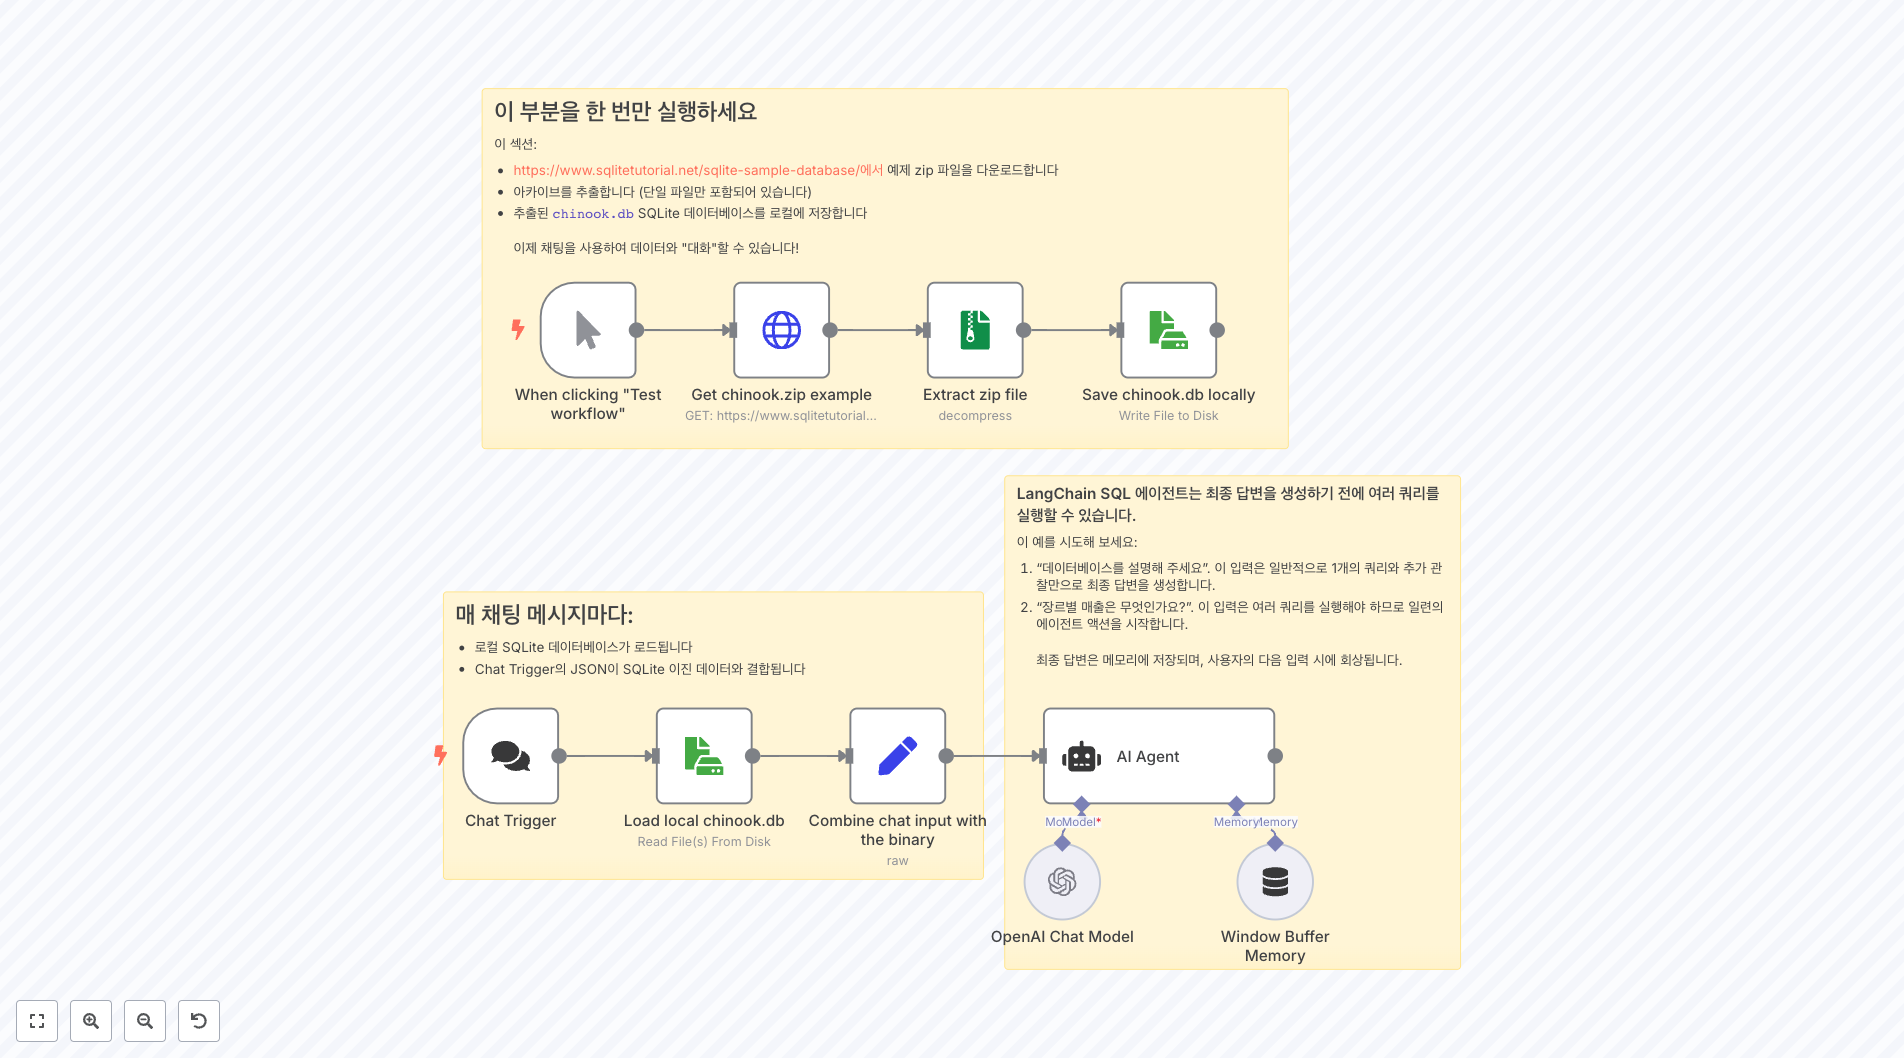 이 부분을 한 번만 실행하세요
이 섹션:
https://www.sqlitetutorial.net/sqlite-sample-database/에서 예제 zip 파일을 다운로드합니다
아카이브를 추출합니다 (단일 파일만 포함되어 있습니다)
추출된 chinook.db SQLite 데이터베이스를 로컬에 저장합니다
이제 채팅을 사용하여 데이터와 "대화"할 수 있습니다!
When clicking "Test
workflow"
Get chinook.zip example
GET: https://www.sqlitetutorial...
Extract zip file
decompress
Save chinook.db locally
Write File to Disk
LangChain SQL 에이전트는 최종 답변을 생성하기 전에 여러 쿼리를
실행할 수 있습니다.
이 예를 시도해 보세요:
1. “데이터베이스를 설명해 주세요”. 이 입력은 일반적으로 1개의 쿼리와 추가 관
찰만으로 최종 답변을 생성합니다.
2. “장르별 매출은 무엇인가요?”. 이 입력은 여러 쿼리를 실행해야 하므로 일련의
에이전트 액션을 시작합니다.
최종 답변은 메모리에 저장되며, 사용자의 다음 입력 시에 회상됩니다.
매 채팅 메시지마다:
로컬 SQLite 데이터베이스가 로드됩니다
Chat Trigger의 JSON이 SQLite 이진 데이터와 결합됩니다
Chat Trigger
Load local chinook.db
Read File(s) From Disk
Combine chat input with
the binary
raw
AI Agent
Model*
Memory
OpenAI Chat Model
Window Buffer
Memory